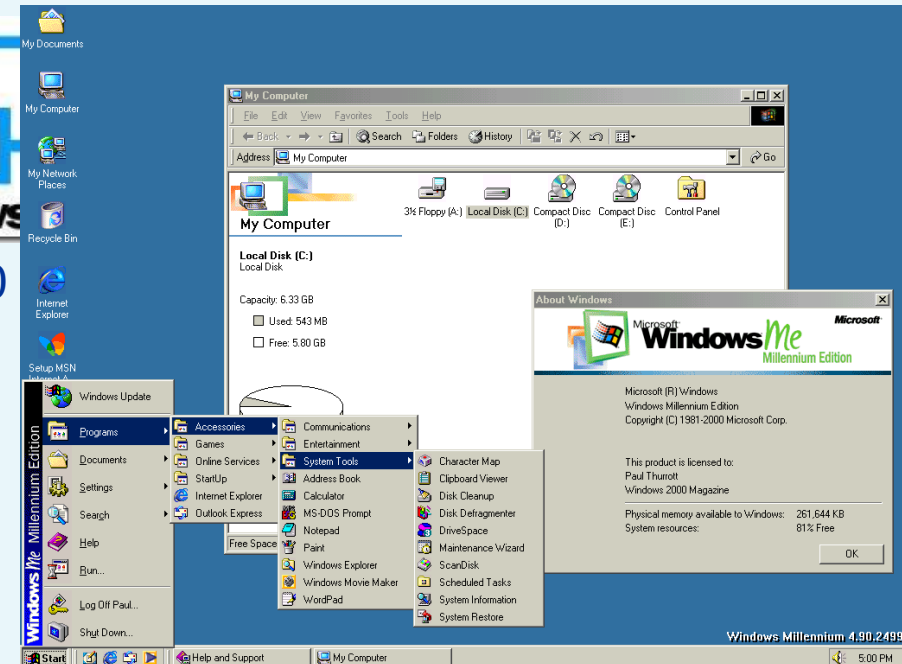 My Documents
My Computer
My Network
Places
Recycle Bin
Internet
Explorer
Setup MSN
My Computer
File Edit View Favorites Tools Help
Back Search Folders History
Address My Computer Go
My Computer
3½ Floppy (A:) Local Disk (C:) Compact Disc (D:) Compact Disc (E:) Control Panel
Local Disk (C:)
Local Disk
Capacity: 6.33 GB
Used: 543 MB
Free: 5.80 GB
Free Space
About Windows
Microsoft
Microsoft
Windows Me
Millennium Edition
Microsoft (R) Windows
Windows Millennium Edition
Copyright (C) 1981-2000 Microsoft Corp.
This product is licensed to:
Paul Thurrott
Windows 2000 Magazine
Physical memory available to Windows: 261,644 KB
System resources: 81% Free
OK
Windows Me Millennium Edition
Windows Update
Programs
Documents
Settings
Search
Help
Run...
Log Off Paul...
Shut Down...
Accessories
Games
Online Services
StartUp
Internet Explorer
Outlook Express
Communications
Entertainment
System Tools
Address Book
Calculator
MS-DOS Prompt
Notepad
Paint
Windows Explorer
Windows Movie Maker
WordPad
Character Map
Clipboard Viewer
Disk Cleanup
Disk Defragmenter
DriveSpace
Maintenance Wizard
ScanDisk
Scheduled Tasks
System Information
System Restore
Windows Millennium 4.90.2499
Start Help and Support My Computer 5:00 PM